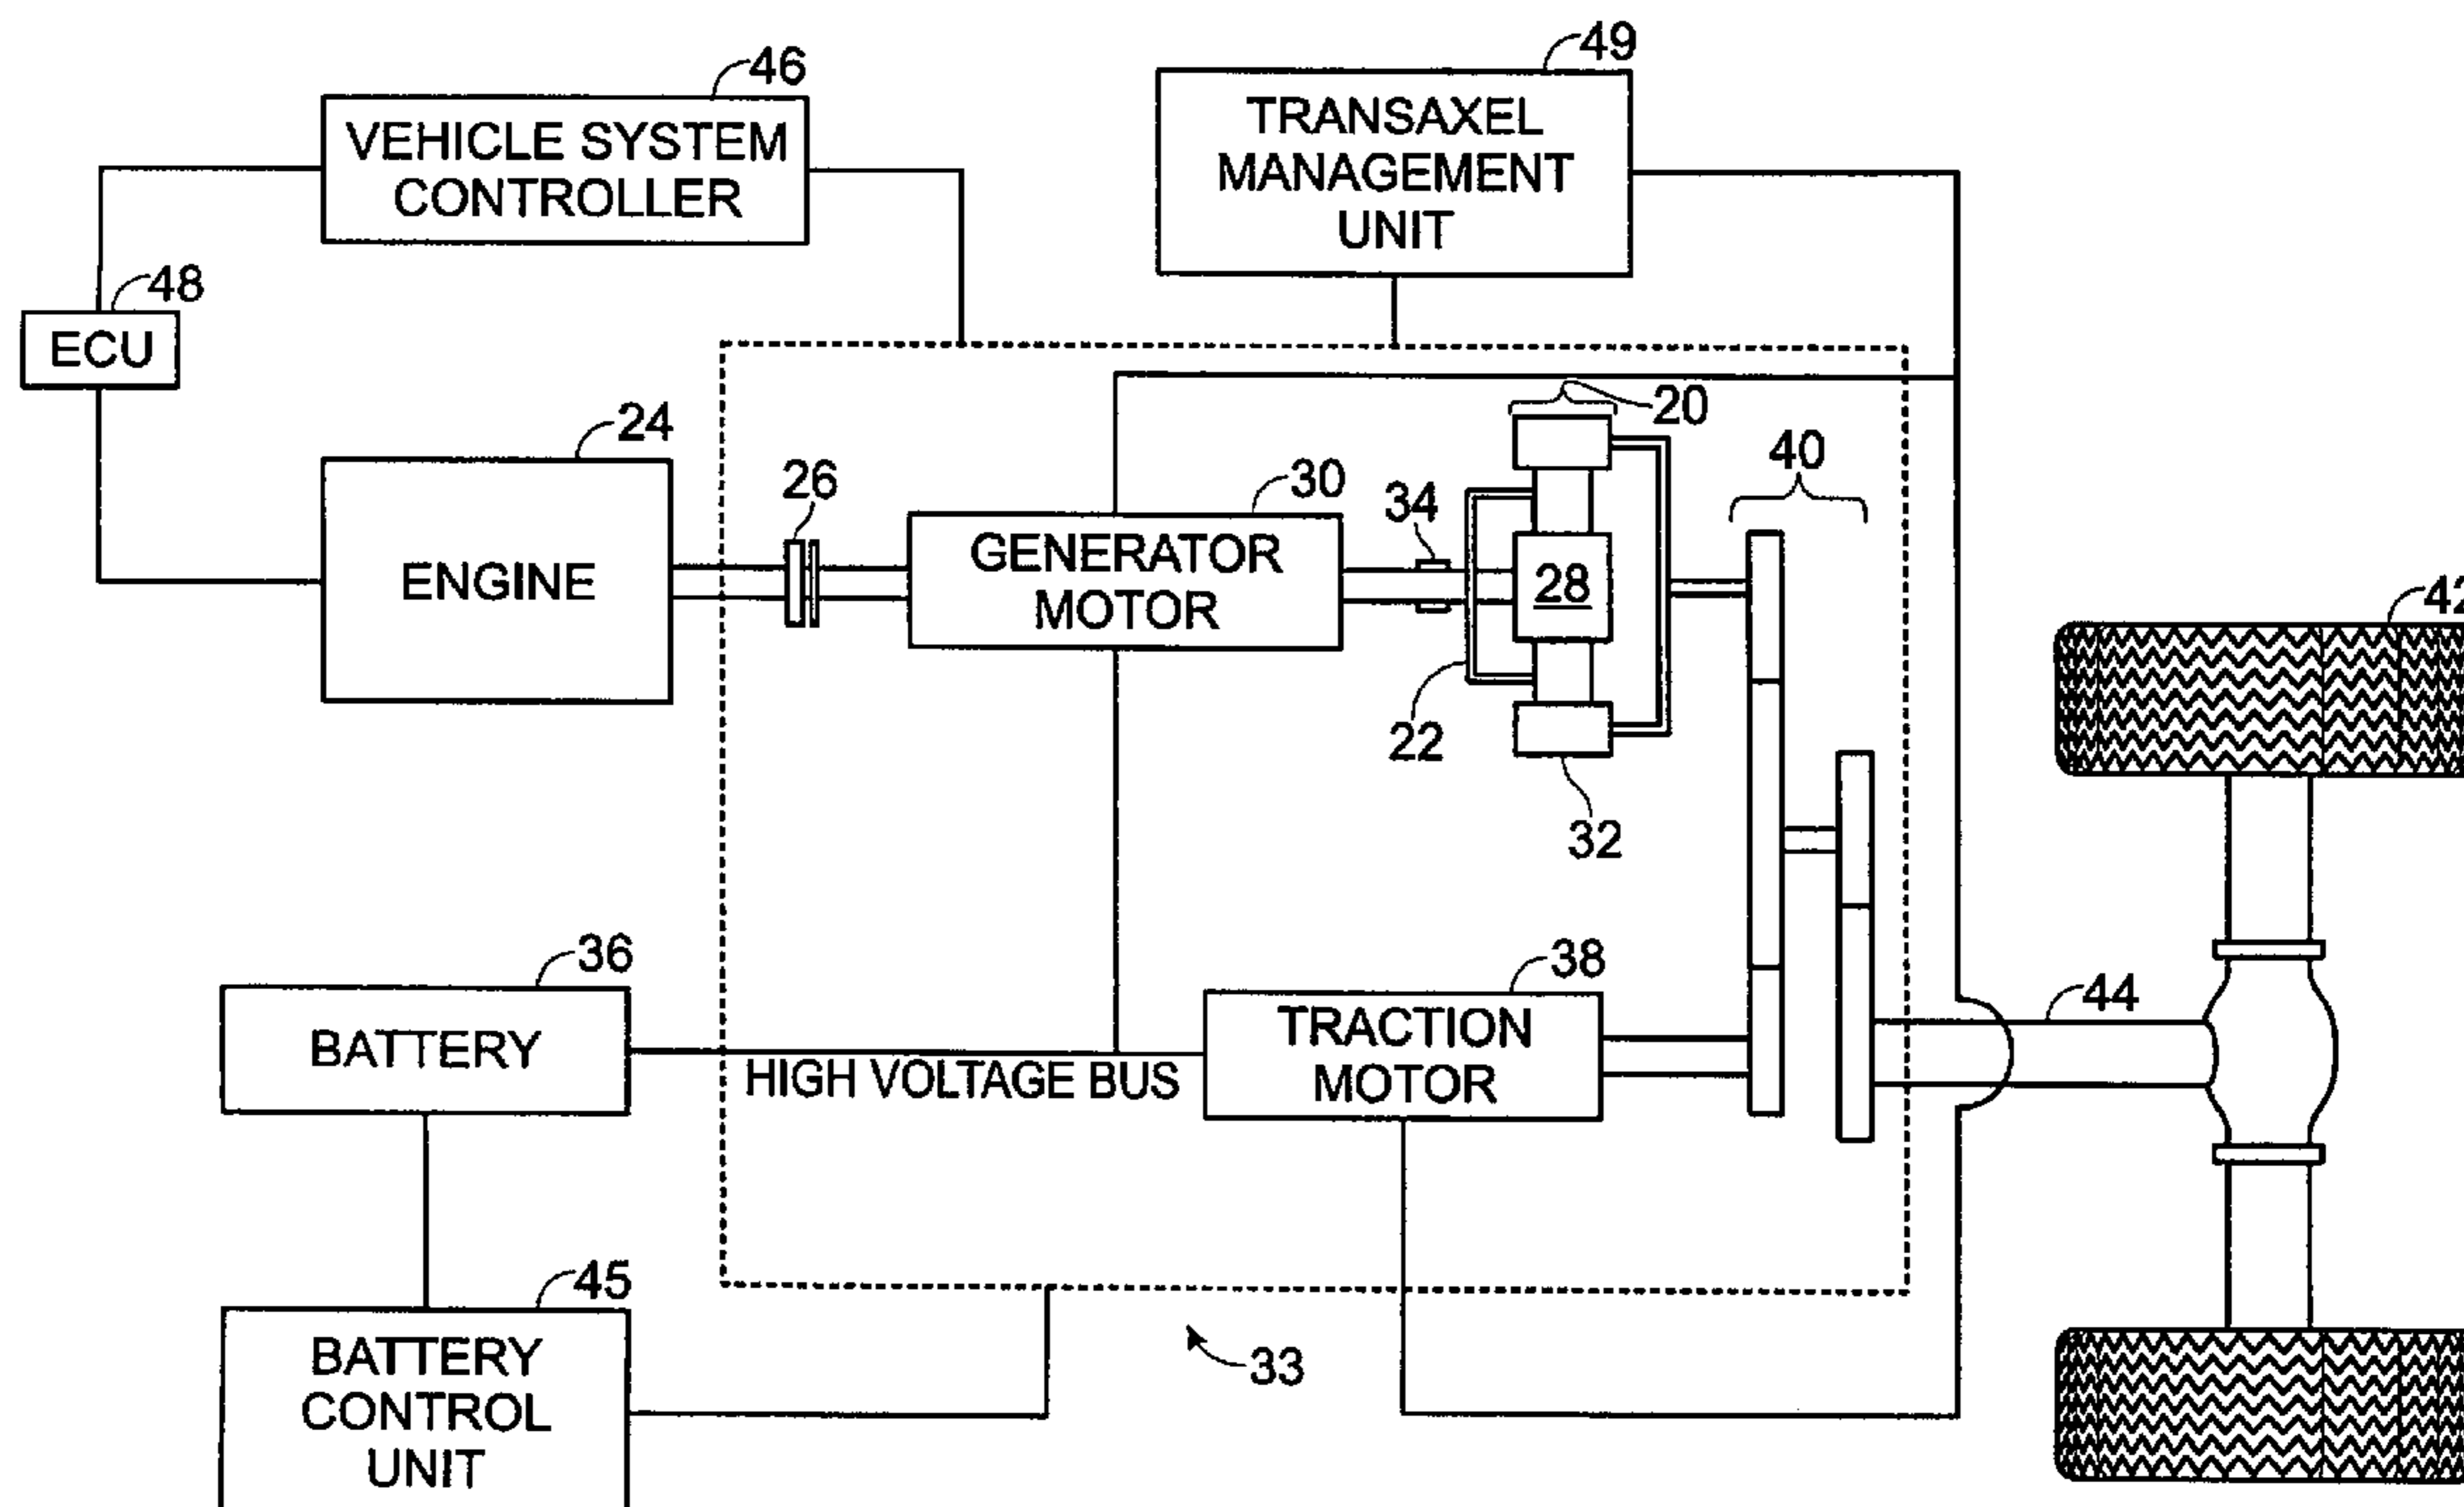 46
VEHICLE SYSTEM
CONTROLLER
49
TRANSAXEL
MANAGEMENT
UNIT
48
ECU
24
ENGINE
26
30
GENERATOR
MOTOR
34
20
28
22
32
40
42
36
BATTERY
HIGH VOLTAGE BUS
38
TRACTION
MOTOR
44
45
BATTERY
CONTROL
UNIT
33